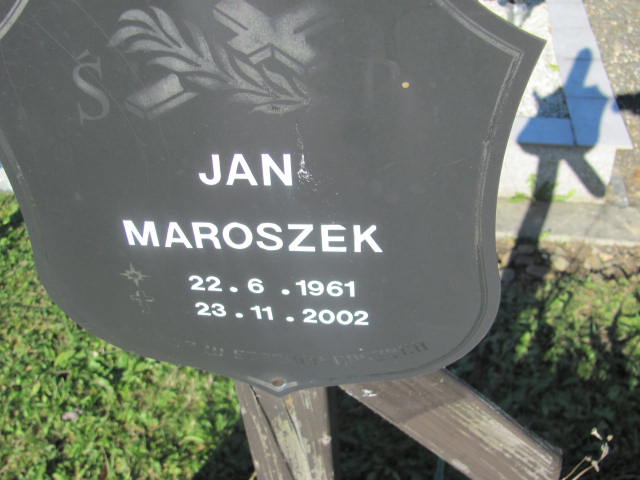 Ś P
JAN
MAROSZEK
22.6.1961
23.11.2002